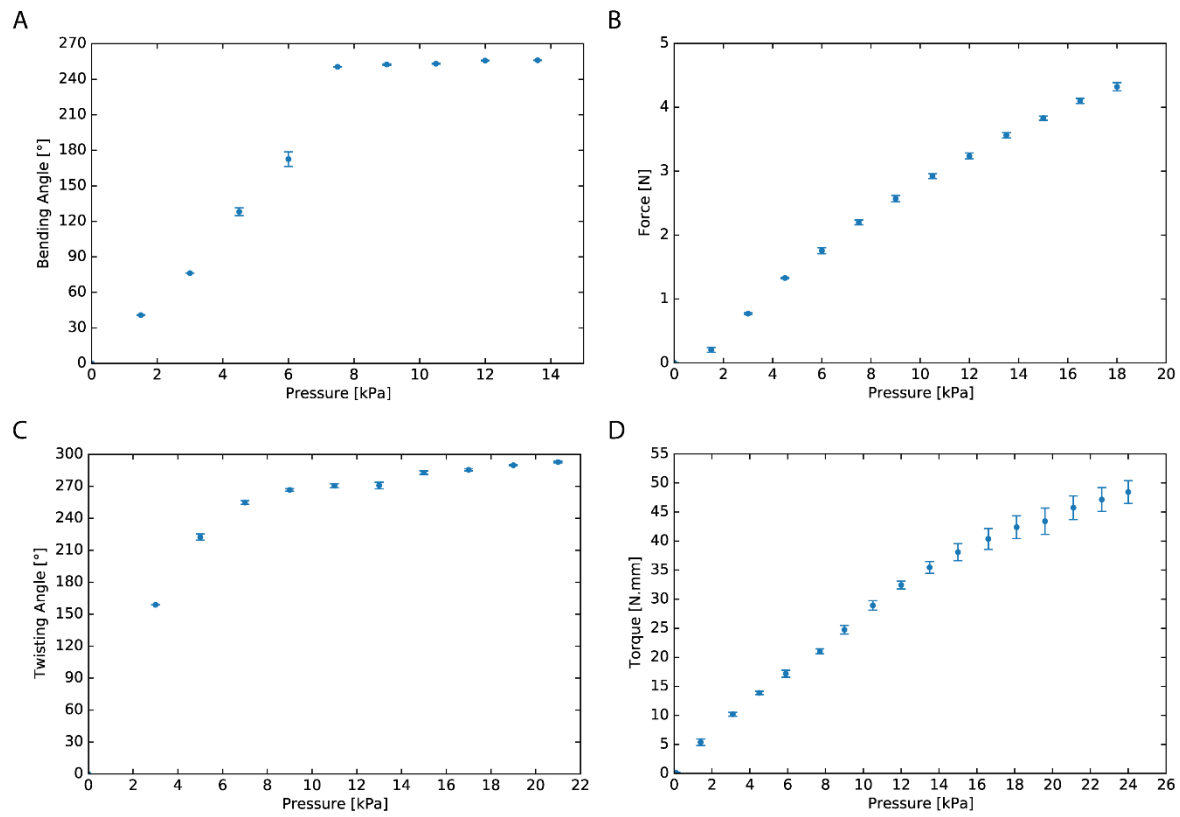 A
270
240
210
180
150
120
90
60
30
0
Bending Angle [°]
0 2 4 6 8 10 12 14
Pressure [kPa]
B
5
4
3
2
1
0
Force [N]
0 2 4 6 8 10 12 14 16 18 20
Pressure [kPa]
C
300
270
240
210
180
150
120
90
60
30
0
Twisting Angle [°]
0 2 4 6 8 10 12 14 16 18 20 22
Pressure [kPa]
D
55
50
45
40
35
30
25
20
15
10
5
0
Torque [N.mm]
0 2 4 6 8 10 12 14 16 18 20 22 24 26
Pressure [kPa]